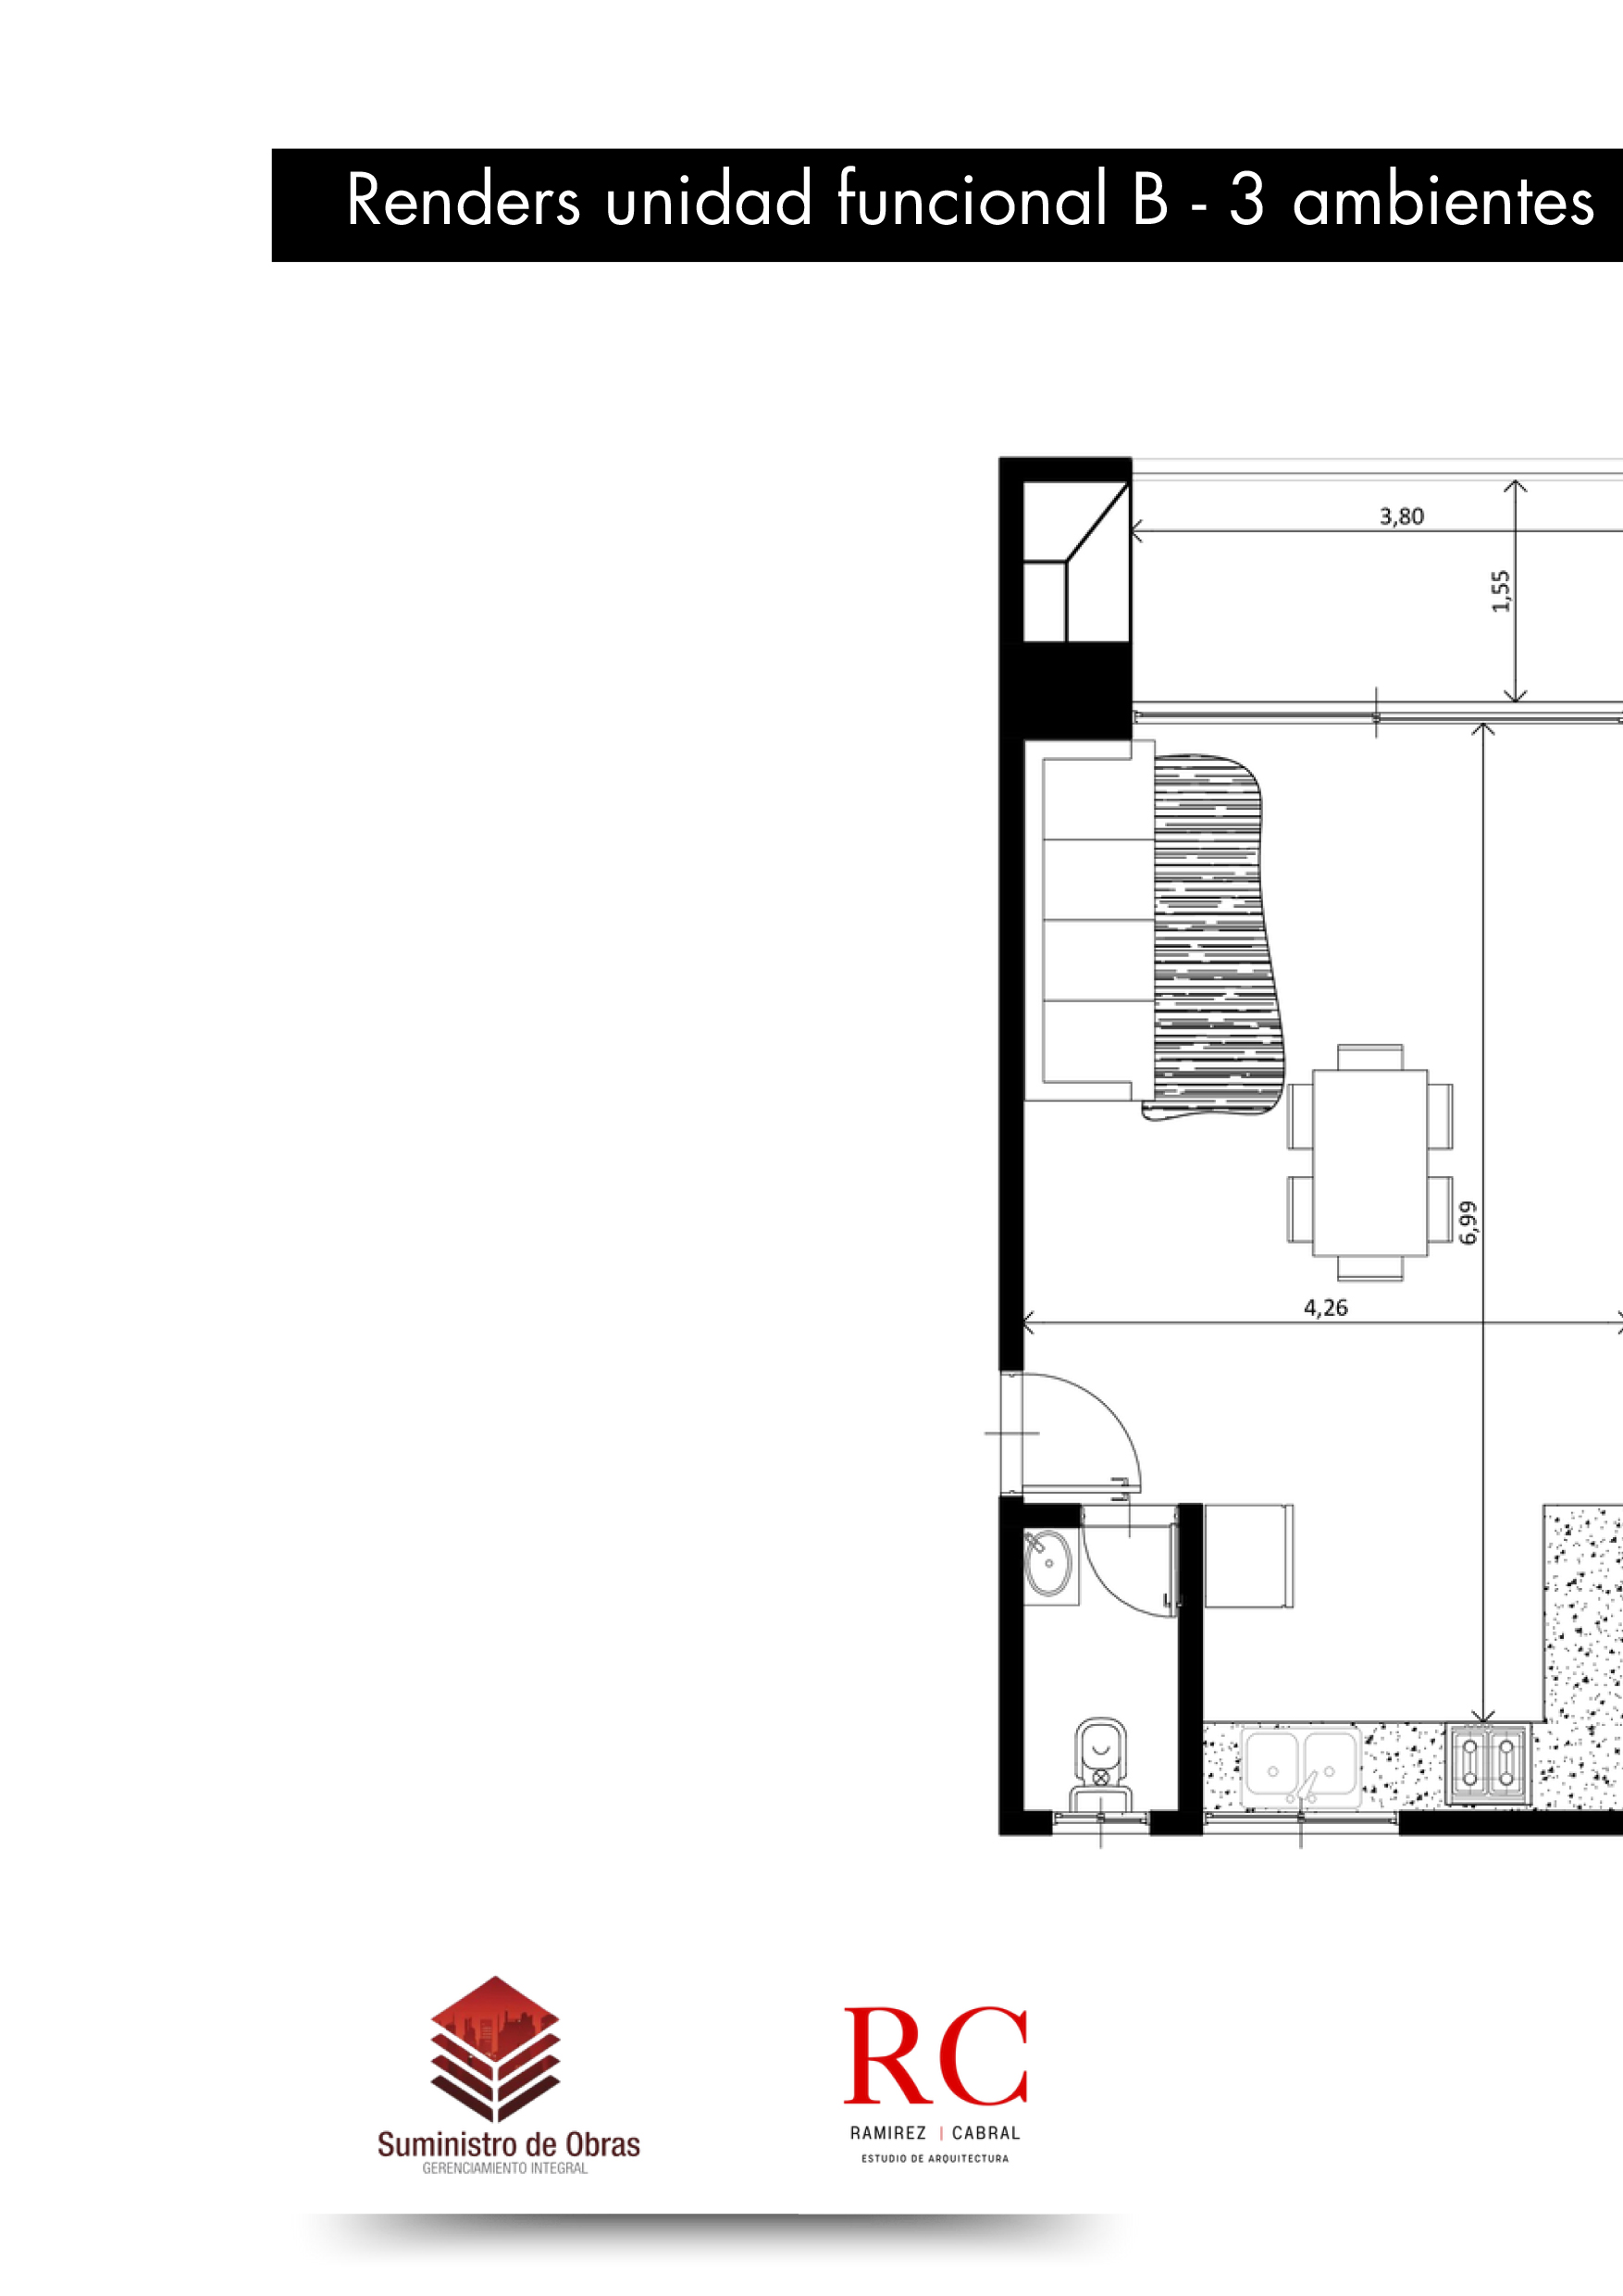 Renders unidad funcional B - 3 ambientes
3,80
1,55
6,99
4,26
RC
RAMIREZ | CABRAL
ESTUDIO DE ARQUITECTURA
Suministro de Obras
GERENCIAMIENTO INTEGRAL